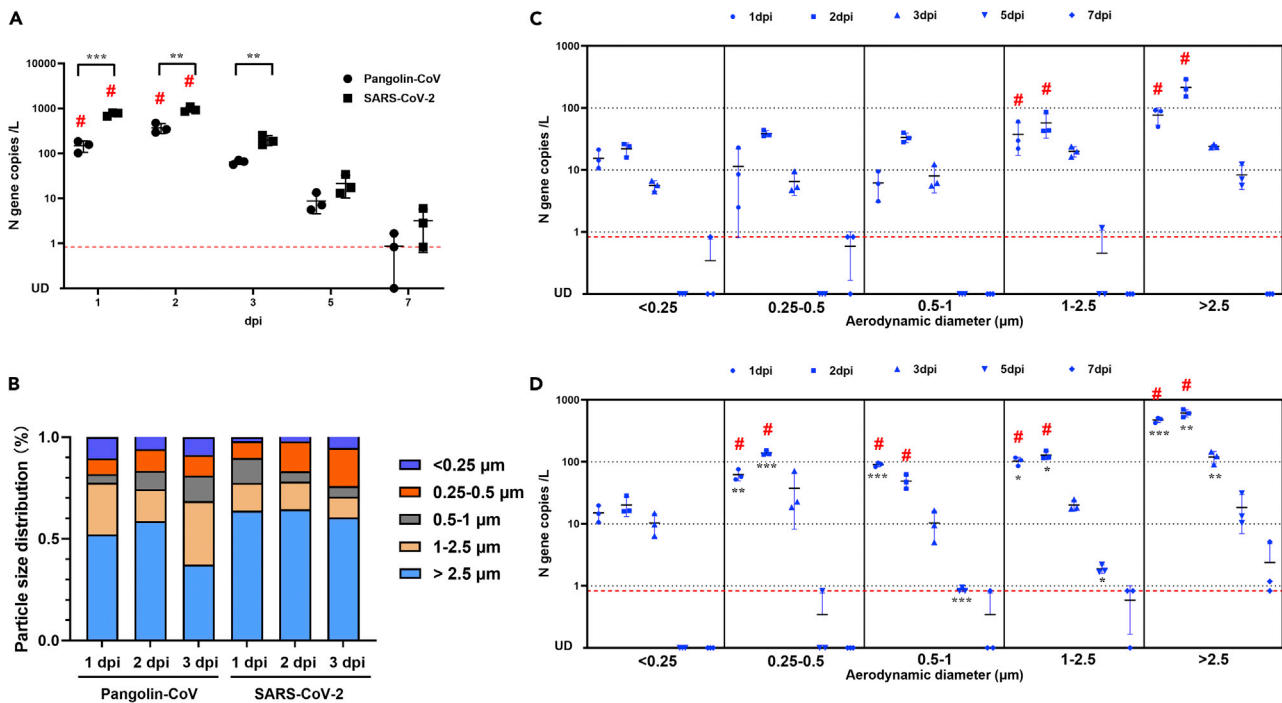 A
10000
1000
100
10
1
UD
N gene copies /L
***
**
**
#
#
#
#
Pangolin-CoV
SARS-CoV-2
1
2
3
5
7
dpi
B
1.0
0.5
0.0
Particle size distribution (%)
1 dpi
2 dpi
3 dpi
1 dpi
2 dpi
3 dpi
Pangolin-CoV
SARS-CoV-2
<0.25 µm
0.25-0.5 µm
0.5-1 µm
1-2.5 µm
> 2.5 µm
C
1dpi
2dpi
3dpi
5dpi
7dpi
1000
100
10
1
UD
N gene copies /L
#
#
#
#
<0.25
0.25-0.5
0.5-1
1-2.5
>2.5
Aerodynamic diameter (µm)
D
1dpi
2dpi
3dpi
5dpi
7dpi
1000
100
10
1
UD
N gene copies /L
#
**
#
***
#
***
#
***
#
*
#
*
*
#
***
#
**
**
<0.25
0.25-0.5
0.5-1
1-2.5
>2.5
Aerodynamic diameter (µm)